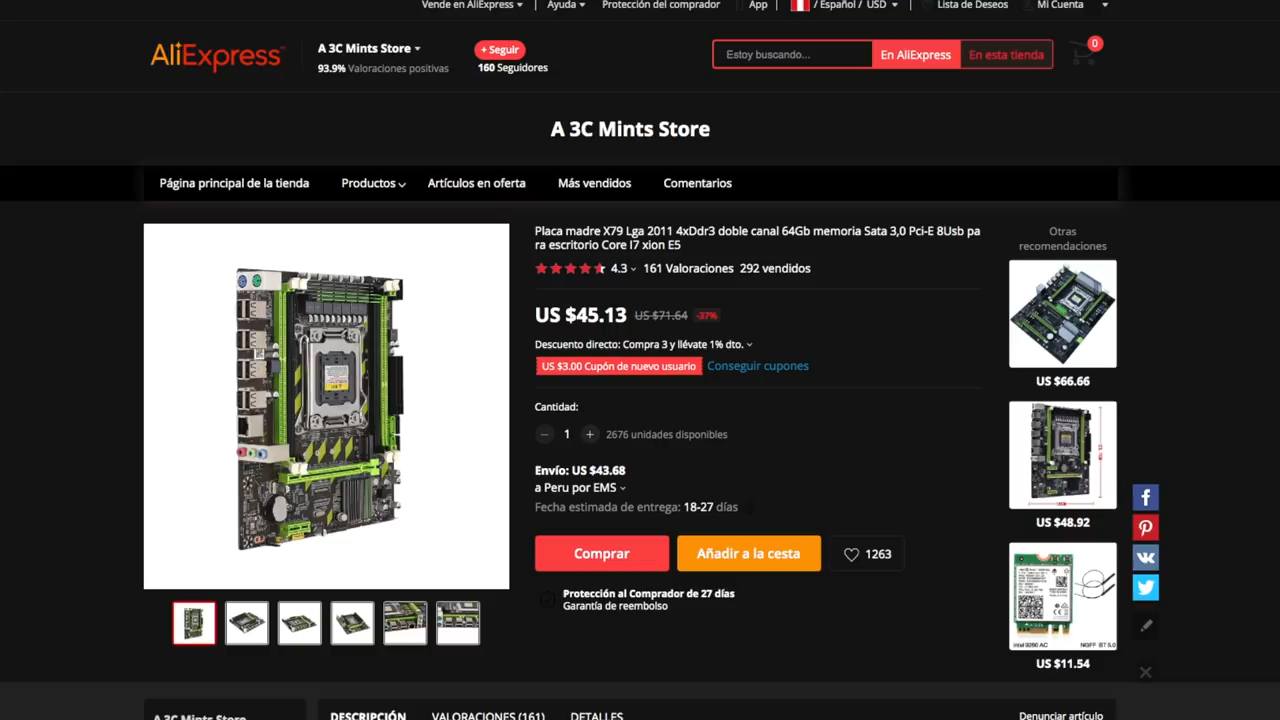 Vende en AliExpress
Ayuda
Protección del comprador
App
/ Español / USD
Lista de Deseos
Mi Cuenta
AliExpress
A 3C Mints Store
93.9% Valoraciones positivas
+ Seguir
160 Seguidores
Estoy buscando...
En AliExpress
En esta tienda
0
A 3C Mints Store
Página principal de la tienda
Productos
Artículos en oferta
Más vendidos
Comentarios
Placa madre X79 Lga 2011 4xDdr3 doble canal 64Gb memoria Sata 3,0 Pci-E 8Usb pa
ra escritorio Core I7 xion E5
4.3
161 Valoraciones
292 vendidos
US $45.13
US $71.64
-37%
Descuento directo: Compra 3 y llévate 1% dto.
US $3.00 Cupón de nuevo usuario
Conseguir cupones
Cantidad:
− 1 +
2676 unidades disponibles
Envío: US $43.68
a Peru por EMS
Fecha estimada de entrega: 18-27 días
Comprar
Añadir a la cesta
1263
Protección al Comprador de 27 días
Garantía de reembolso
Otras
recomendaciones
US $66.66
US $48.92
Intel 9260 AC
NGFF BT 5.0
US $11.54
A 3C Mints Store
DESCRIPCIÓN
VALORACIONES (161)
DETALLES
Denunciar artículo